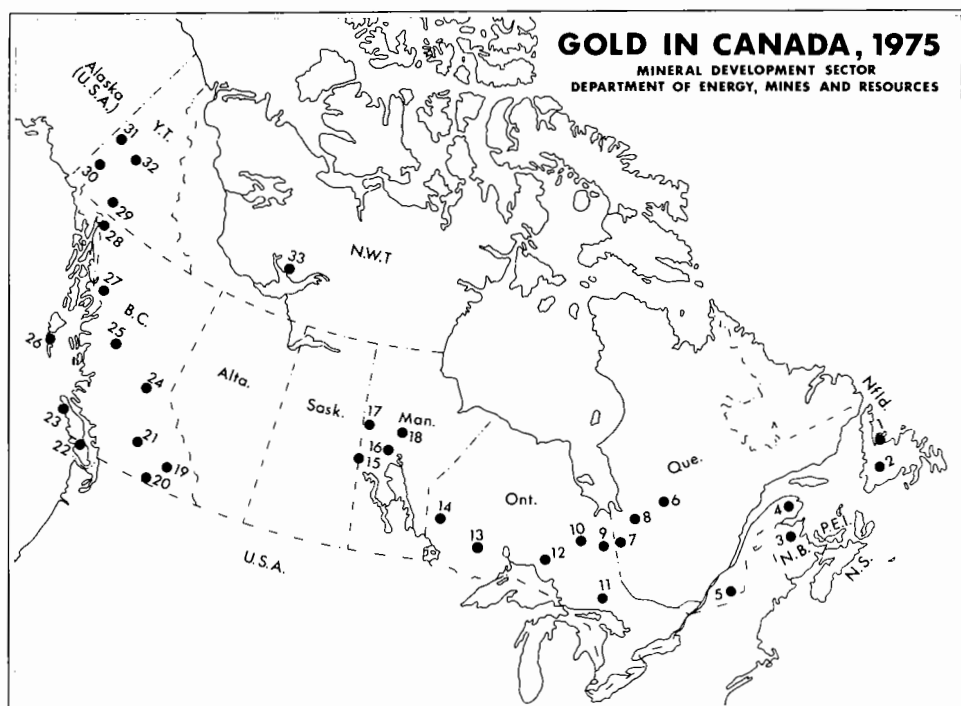 GOLD IN CANADA, 1975
MINERAL DEVELOPMENT SECTOR
DEPARTMENT OF ENERGY, MINES AND RESOURCES
Alaska
(U.S.A.)
Y.T.
31
32
30
29
28
33
N.W.T
27
B.C.
26
25
Alta.
Sask.
Man.
24
23
22
21
19
20
17
18
16
15
Nfld.
2
Que.
Ont.
14
13
12
10
9
8
7
6
11
4
3
5
P.E.I.
N.B.
N.S.
U.S.A.